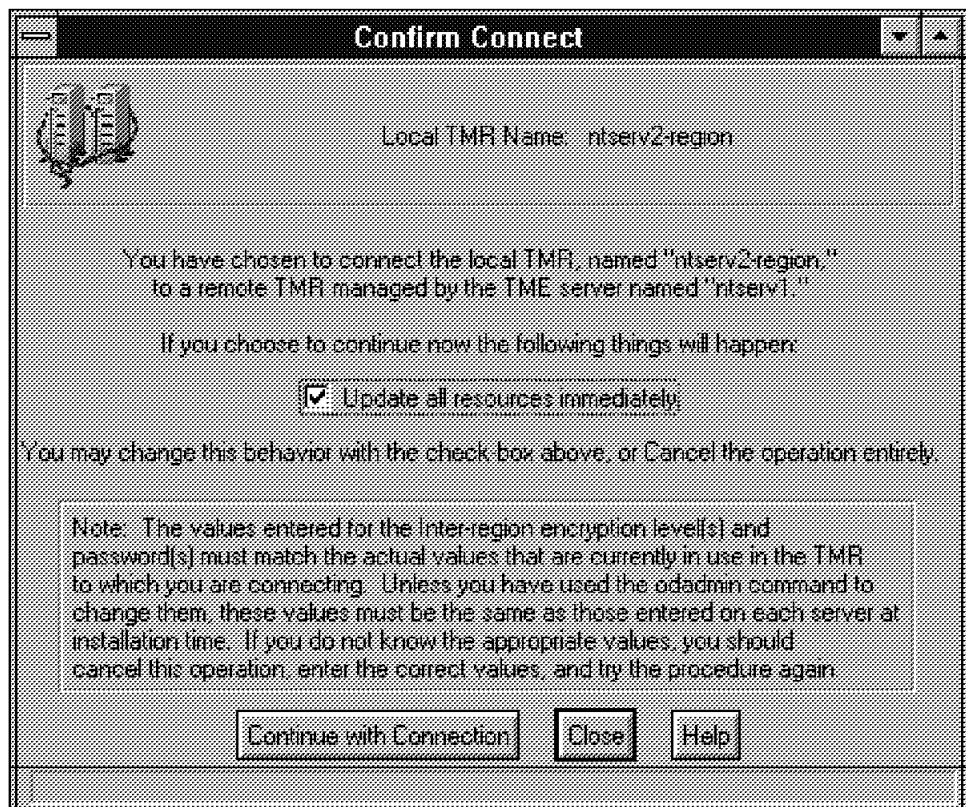 Confirm Connect
Local TMR Name: ntserv2-region
You have chosen to connect the local TMR, named "ntserv2-region,"
to a remote TMR managed by the TME server named "ntserv1."
If you choose to continue now the following things will happen:
Update all resources immediately;
You may change this behavior with the check box above, or Cancel the operation entirely.
Note: The values entered for the Inter-region encryption level(s) and
password(s) must match the actual values that are currently in use in the TMR
to which you are connecting. Unless you have used the odadmin command to
change them, these values must be the same as those entered on each server at
installation time. If you do not know the appropriate values, you should
cancel this operation, enter the correct values, and try the procedure again.
Continue with Connection
Close
Help